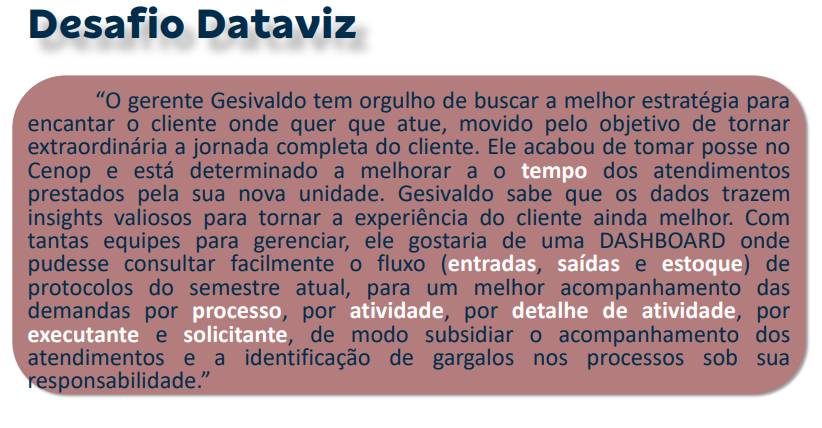 Desafio Dataviz
“O gerente Gesivaldo tem orgulho de buscar a melhor estratégia para
encantar o cliente onde quer que atue, movido pelo objetivo de tornar
extraordinária a jornada completa do cliente. Ele acabou de tomar posse no
Cenop e está determinado a melhorar a o tempo dos atendimentos
prestados pela sua nova unidade. Gesivaldo sabe que os dados trazem
insights valiosos para tornar a experiência do cliente ainda melhor. Com
tantas equipes para gerenciar, ele gostaria de uma DASHBOARD onde
pudesse consultar facilmente o fluxo (entradas, saídas e estoque) de
protocolos do semestre atual, para um melhor acompanhamento das
demandas por processo, por atividade, por detalhe de atividade, por
executante e solicitante, de modo subsidiar o acompanhamento dos
atendimentos e a identificação de gargalos nos processos sob sua
responsabilidade.”